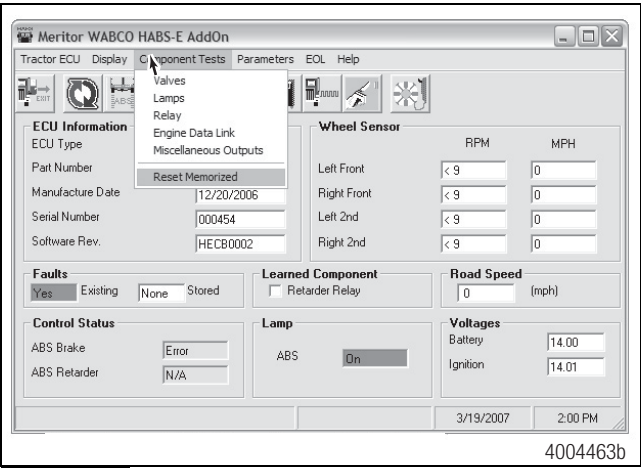 Meritor WABCO HABS-E AddOn
Tractor ECU Display Component Tests Parameters EOL Help
Valves
Lamps
Relay
Engine Data Link
Miscellaneous Outputs
Reset Memorized
EXIT
ABS
ECU Information
ECU Type
Part Number
Manufacture Date 12/20/2006
Serial Number 000454
Software Rev. HECB0002
Wheel Sensor
RPM MPH
Left Front < 9 0
Right Front < 9 0
Left 2nd < 9 0
Right 2nd < 9 0
Faults
Yes Existing None Stored
Learned Component
Retarder Relay
Road Speed
0 (mph)
Control Status
ABS Brake Error
ABS Retarder N/A
Lamp
ABS On
Voltages
Battery 14.00
Ignition 14.01
3/19/2007 2:00 PM
4004463b